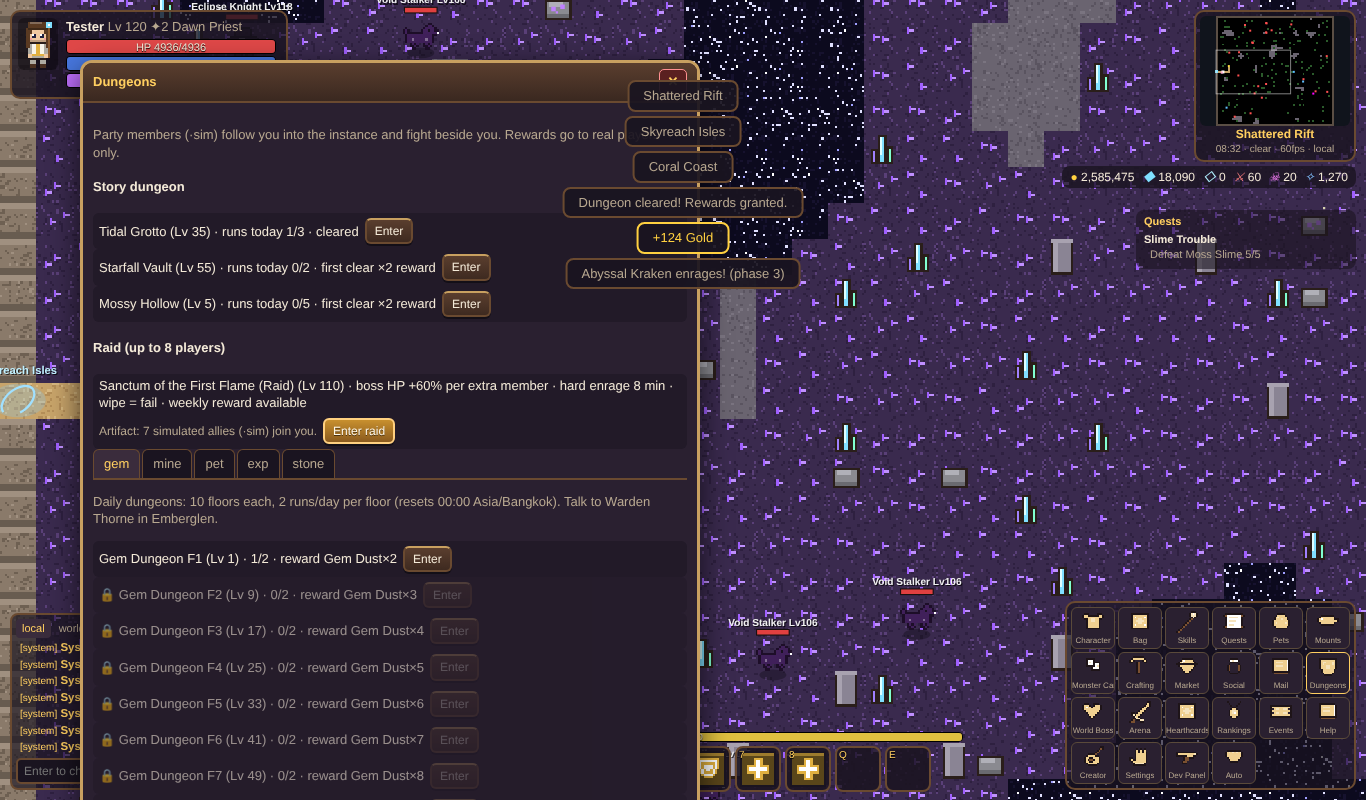 Eclipse Knight Lv118
Void Stalker Lv106
Tester Lv 120 ✦2 Dawn Priest
HP 4936/4936
Dungeons
Party members (·sim) follow you into the instance and fight beside you. Rewards go to real
only.
Story dungeon
Tidal Grotto (Lv 35) · runs today 1/3 · cleared Enter
Starfall Vault (Lv 55) · runs today 0/2 · first clear ×2 reward Enter
Mossy Hollow (Lv 5) · runs today 0/5 · first clear ×2 reward Enter
Raid (up to 8 players)
Sanctum of the First Flame (Raid) (Lv 110) · boss HP +60% per extra member · hard enrage 8 min ·
wipe = fail · weekly reward available
Artifact: 7 simulated allies (·sim) join you. Enter raid
gem mine pet exp stone
Daily dungeons: 10 floors each, 2 runs/day per floor (resets 00:00 Asia/Bangkok). Talk to Warden
Thorne in Emberglen.
Gem Dungeon F1 (Lv 1) · 1/2 · reward Gem Dust×2 Enter
Gem Dungeon F2 (Lv 9) · 0/2 · reward Gem Dust×3 Enter
Gem Dungeon F3 (Lv 17) · 0/2 · reward Gem Dust×4 Enter
Gem Dungeon F4 (Lv 25) · 0/2 · reward Gem Dust×5 Enter
Gem Dungeon F5 (Lv 33) · 0/2 · reward Gem Dust×6 Enter
Gem Dungeon F6 (Lv 41) · 0/2 · reward Gem Dust×7 Enter
Gem Dungeon F7 (Lv 49) · 0/2 · reward Gem Dust×8 Enter
Shattered Rift
Skyreach Isles
Coral Coast
Dungeon cleared! Rewards granted.
+124 Gold
Abyssal Kraken enrages! (phase 3)
Shattered Rift
08:32 · clear · 60fps · local
2,585,475 18,090 0 60 20 1,270
Quests
Slime Trouble
Defeat Moss Slime 5/5
reach Isles
Void Stalker Lv106
Void Stalker Lv106
local
[system] Sys
[system] Sys
[system] Sys
[system] Sys
[system] Sys
[system] Sys
[system] Sys
Enter to ch
7 8 Q E
Character Bag Skills Quests Pets Mounts
Monster Ca Crafting Market Social Mail Dungeons
World Boss Arena Hearthcards Rankings Events Help
Creator Settings Dev Panel Auto